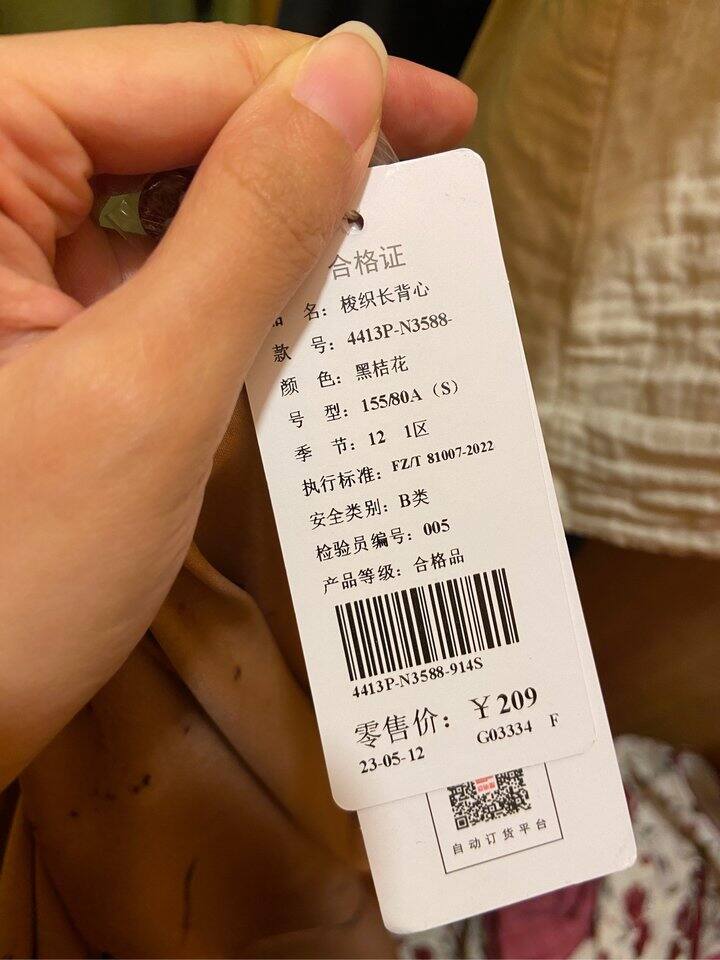 合格证
名：梭织长背心
款 号：4413P-N3588-
颜 色：黑桔花
号 型：155/80A（S）
季 节：12 1区
执行标准：FZ/T 81007-2022
安全类别：B类
检验员编号：005
产品等级：合格品
4413P-N3588-914S
零售价：￥209
23-05-12 G03334 F
自动订货平台